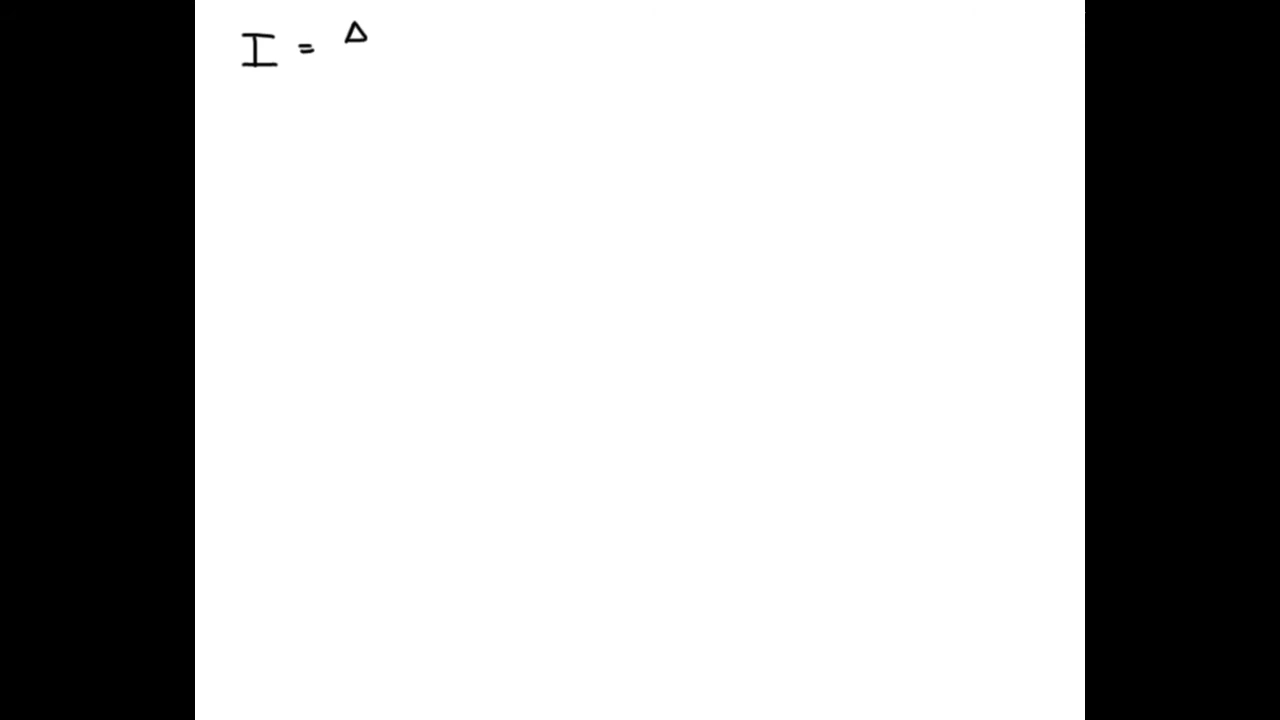 I = Δ